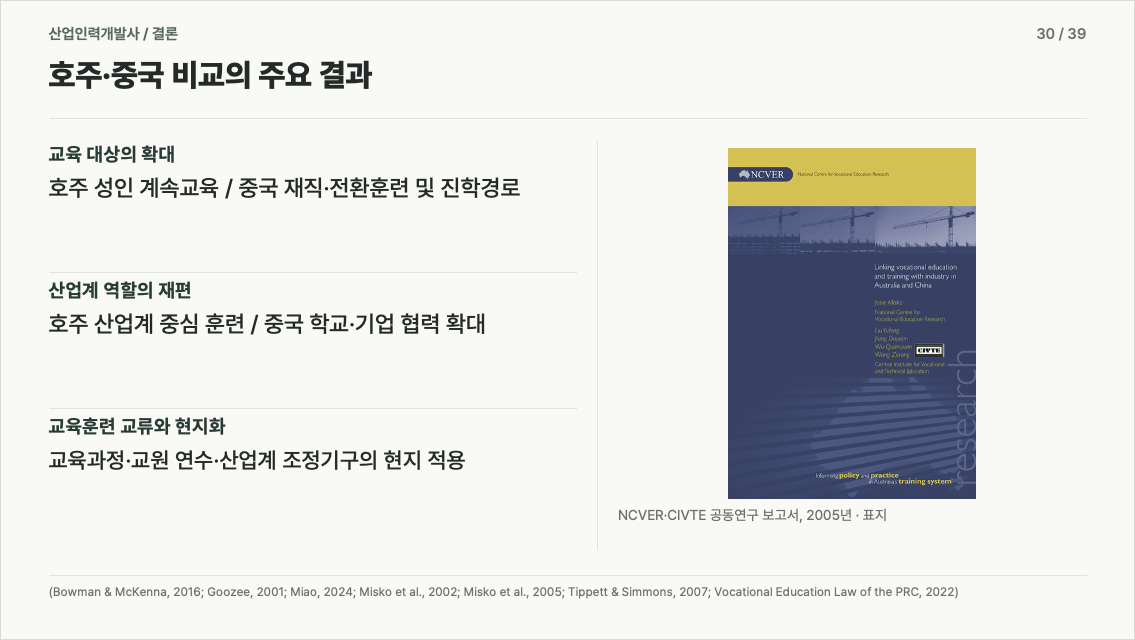 산업인력개발사 / 결론
30 / 39
호주·중국 비교의 주요 결과
교육 대상의 확대
호주 성인 계속교육 / 중국 재직·전환훈련 및 진학경로
산업계 역할의 재편
호주 산업계 중심 훈련 / 중국 학교·기업 협력 확대
교육훈련 교류와 현지화
교육과정·교원 연수·산업계 조정기구의 현지 적용
NCVER
National Centre for Vocational Education Research
Linking vocational education
and training with industry in
Australia and China
Josie Misko
National Centre for
Vocational Education Research
Liu Yufeng
Jiang Dayuan
Wu Quanquan
Wang Zerong
CIVTE
Central Institute for Vocational
and Technical Education
research
Informing policy and practice
in Australia's training system
NCVER·CIVTE 공동연구 보고서, 2005년 · 표지
(Bowman & McKenna, 2016; Goozee, 2001; Miao, 2024; Misko et al., 2002; Misko et al., 2005; Tippett & Simmons, 2007; Vocational Education Law of the PRC, 2022)